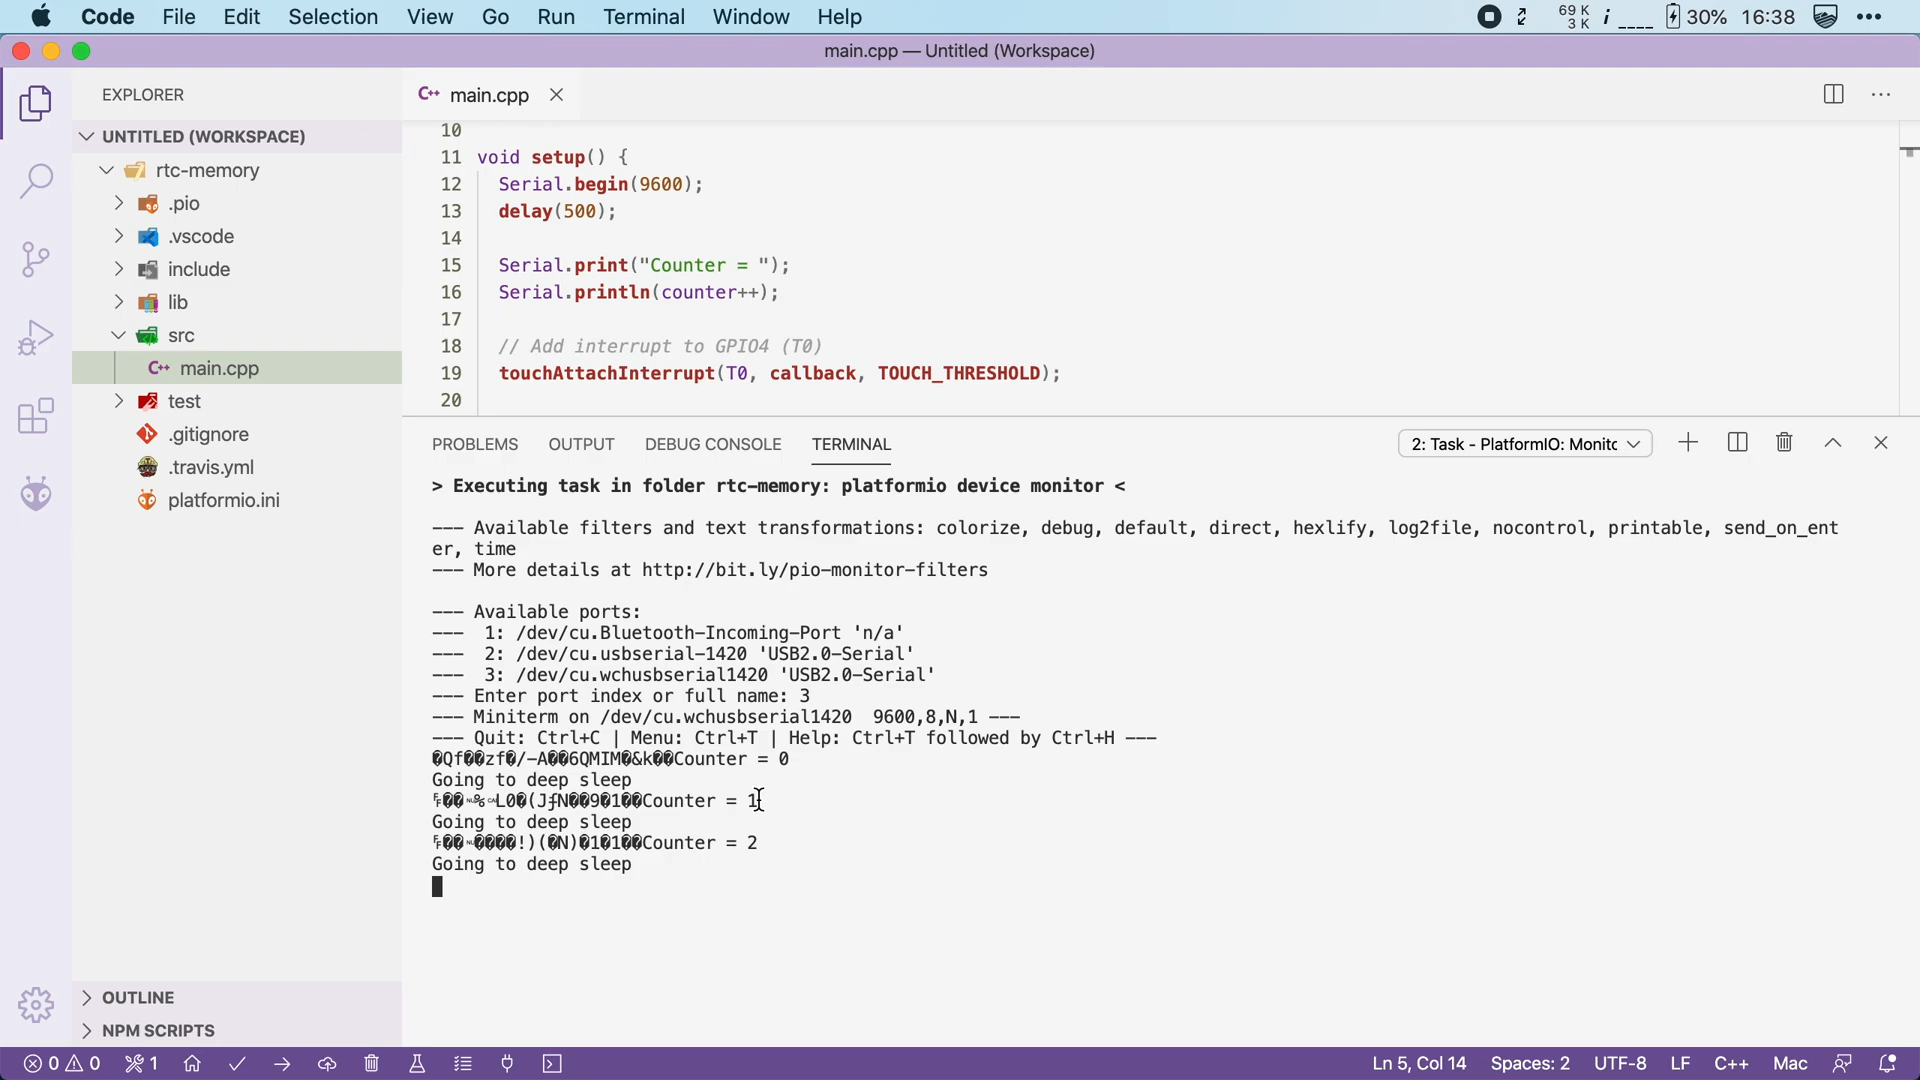 Code File Edit Selection View Go Run Terminal Window Help 69 K 3 K 30% 16:38
main.cpp — Untitled (Workspace)
EXPLORER
UNTITLED (WORKSPACE)
rtc-memory
.pio
.vscode
include
lib
src
main.cpp
test
.gitignore
.travis.yml
platformio.ini
OUTLINE
NPM SCRIPTS
main.cpp
10
11 void setup() {
12 Serial.begin(9600);
13 delay(500);
14
15 Serial.print("Counter = ");
16 Serial.println(counter++);
17
18 // Add interrupt to GPIO4 (T0)
19 touchAttachInterrupt(T0, callback, TOUCH_THRESHOLD);
20
PROBLEMS OUTPUT DEBUG CONSOLE TERMINAL 2: Task - PlatformIO: Monitc
> Executing task in folder rtc-memory: platformio device monitor <
--- Available filters and text transformations: colorize, debug, default, direct, hexlify, log2file, nocontrol, printable, send_on_ent
er, time
--- More details at http://bit.ly/pio-monitor-filters
--- Available ports:
--- 1: /dev/cu.Bluetooth-Incoming-Port 'n/a'
--- 2: /dev/cu.usbserial-1420 'USB2.0-Serial'
--- 3: /dev/cu.wchusbserial1420 'USB2.0-Serial'
--- Enter port index or full name: 3
--- Miniterm on /dev/cu.wchusbserial1420 9600,8,N,1 ---
--- Quit: Ctrl+C | Menu: Ctrl+T | Help: Ctrl+T followed by Ctrl+H ---
�Qf��zf�/-A��6QMIM�&k��Counter = 0
Going to deep sleep
Counter = 1
Going to deep sleep
Counter = 2
Going to deep sleep
0 0 1 Ln 5, Col 14 Spaces: 2 UTF-8 LF C++ Mac